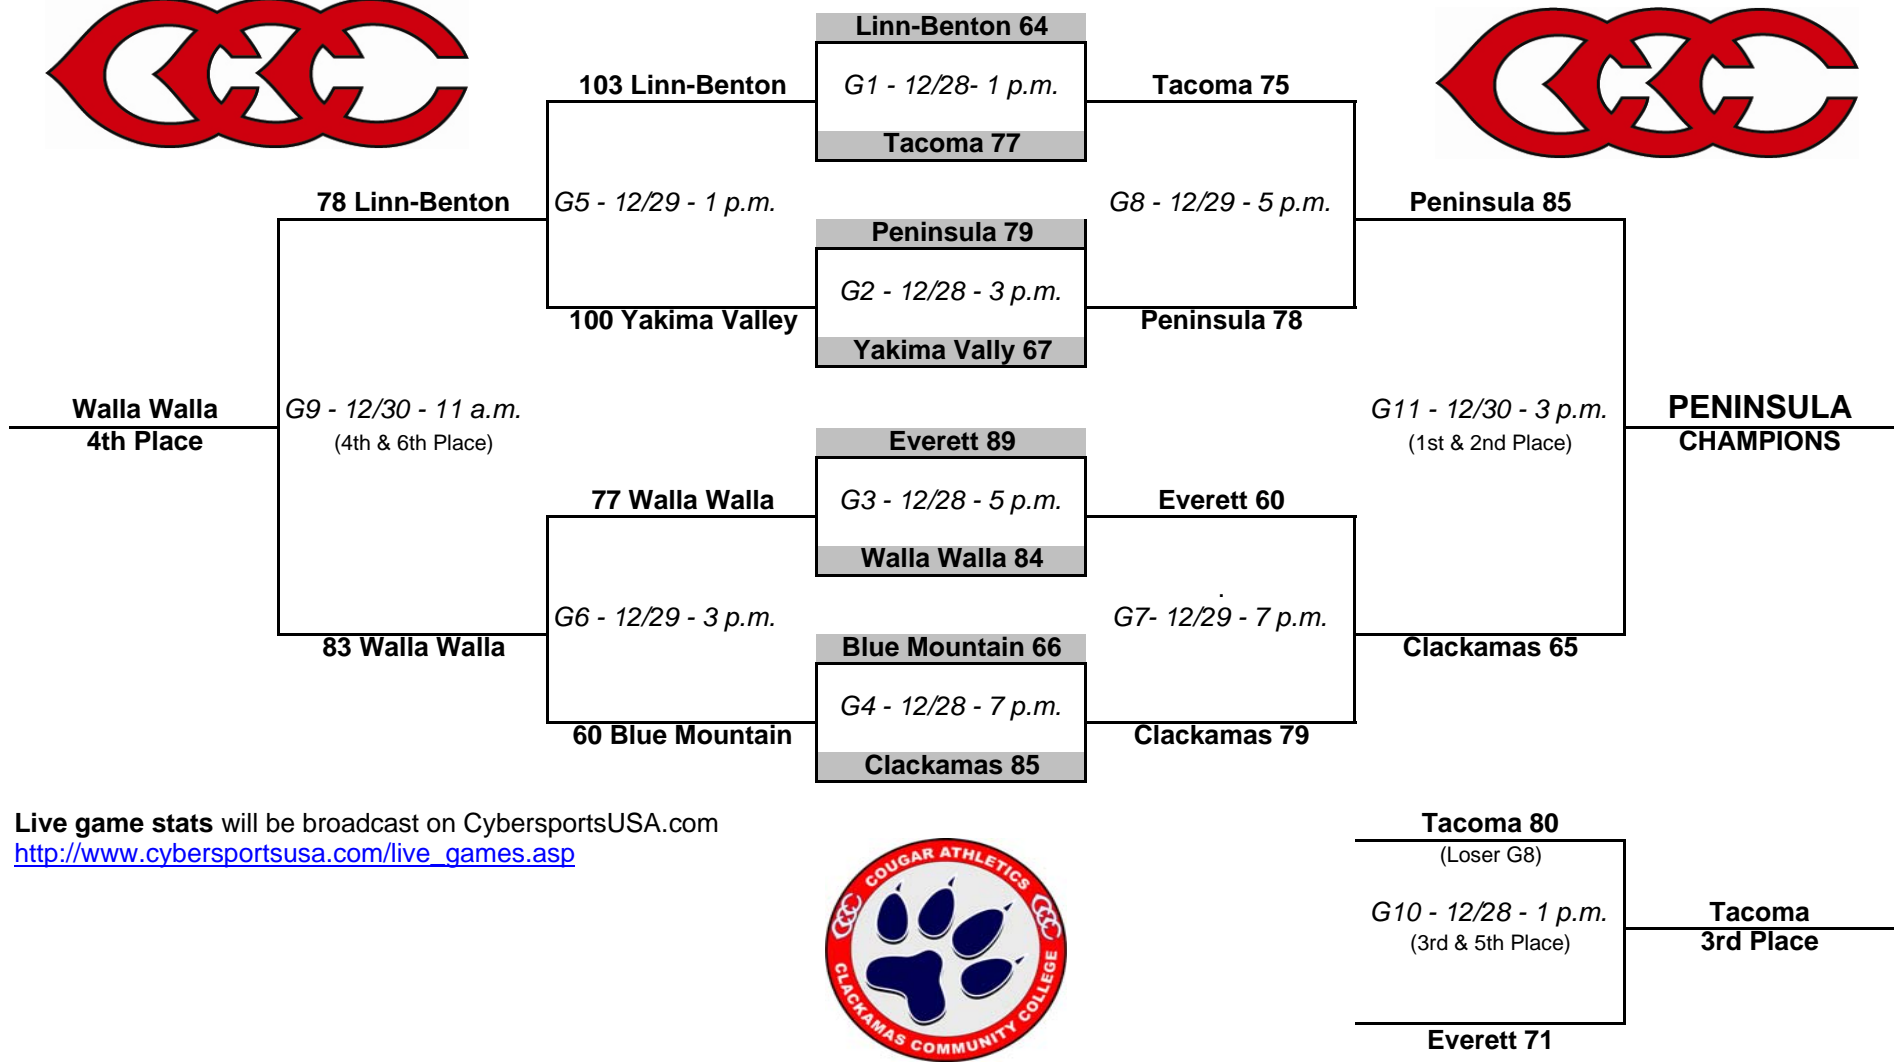 Linn-Benton 64
103 Linn-Benton
G1 - 12/28- 1 p.m.
Tacoma 75
Tacoma 77
78 Linn-Benton
G5 - 12/29 - 1 p.m.
G8 - 12/29 - 5 p.m.
Peninsula 85
Peninsula 79
G2 - 12/28 - 3 p.m.
100 Yakima Valley
Peninsula 78
Yakima Vally 67
Walla Walla
4th Place
G9 - 12/30 - 11 a.m.
(4th & 6th Place)
G11 - 12/30 - 3 p.m.
(1st & 2nd Place)
PENINSULA
CHAMPIONS
Everett 89
77 Walla Walla
G3 - 12/28 - 5 p.m.
Everett 60
Walla Walla 84
.
G6 - 12/29 - 3 p.m.
G7- 12/29 - 7 p.m.
83 Walla Walla
Blue Mountain 66
Clackamas 65
G4 - 12/28 - 7 p.m.
60 Blue Mountain
Clackamas 79
Clackamas 85
Live game stats will be broadcast on CybersportsUSA.com
http://www.cybersportsusa.com/live_games.asp
COUGAR ATHLETICS
CCC
CCC
CLACKAMAS COMMUNITY COLLEGE
Tacoma 80
(Loser G8)
G10 - 12/28 - 1 p.m.
(3rd & 5th Place)
Tacoma
3rd Place
Everett 71